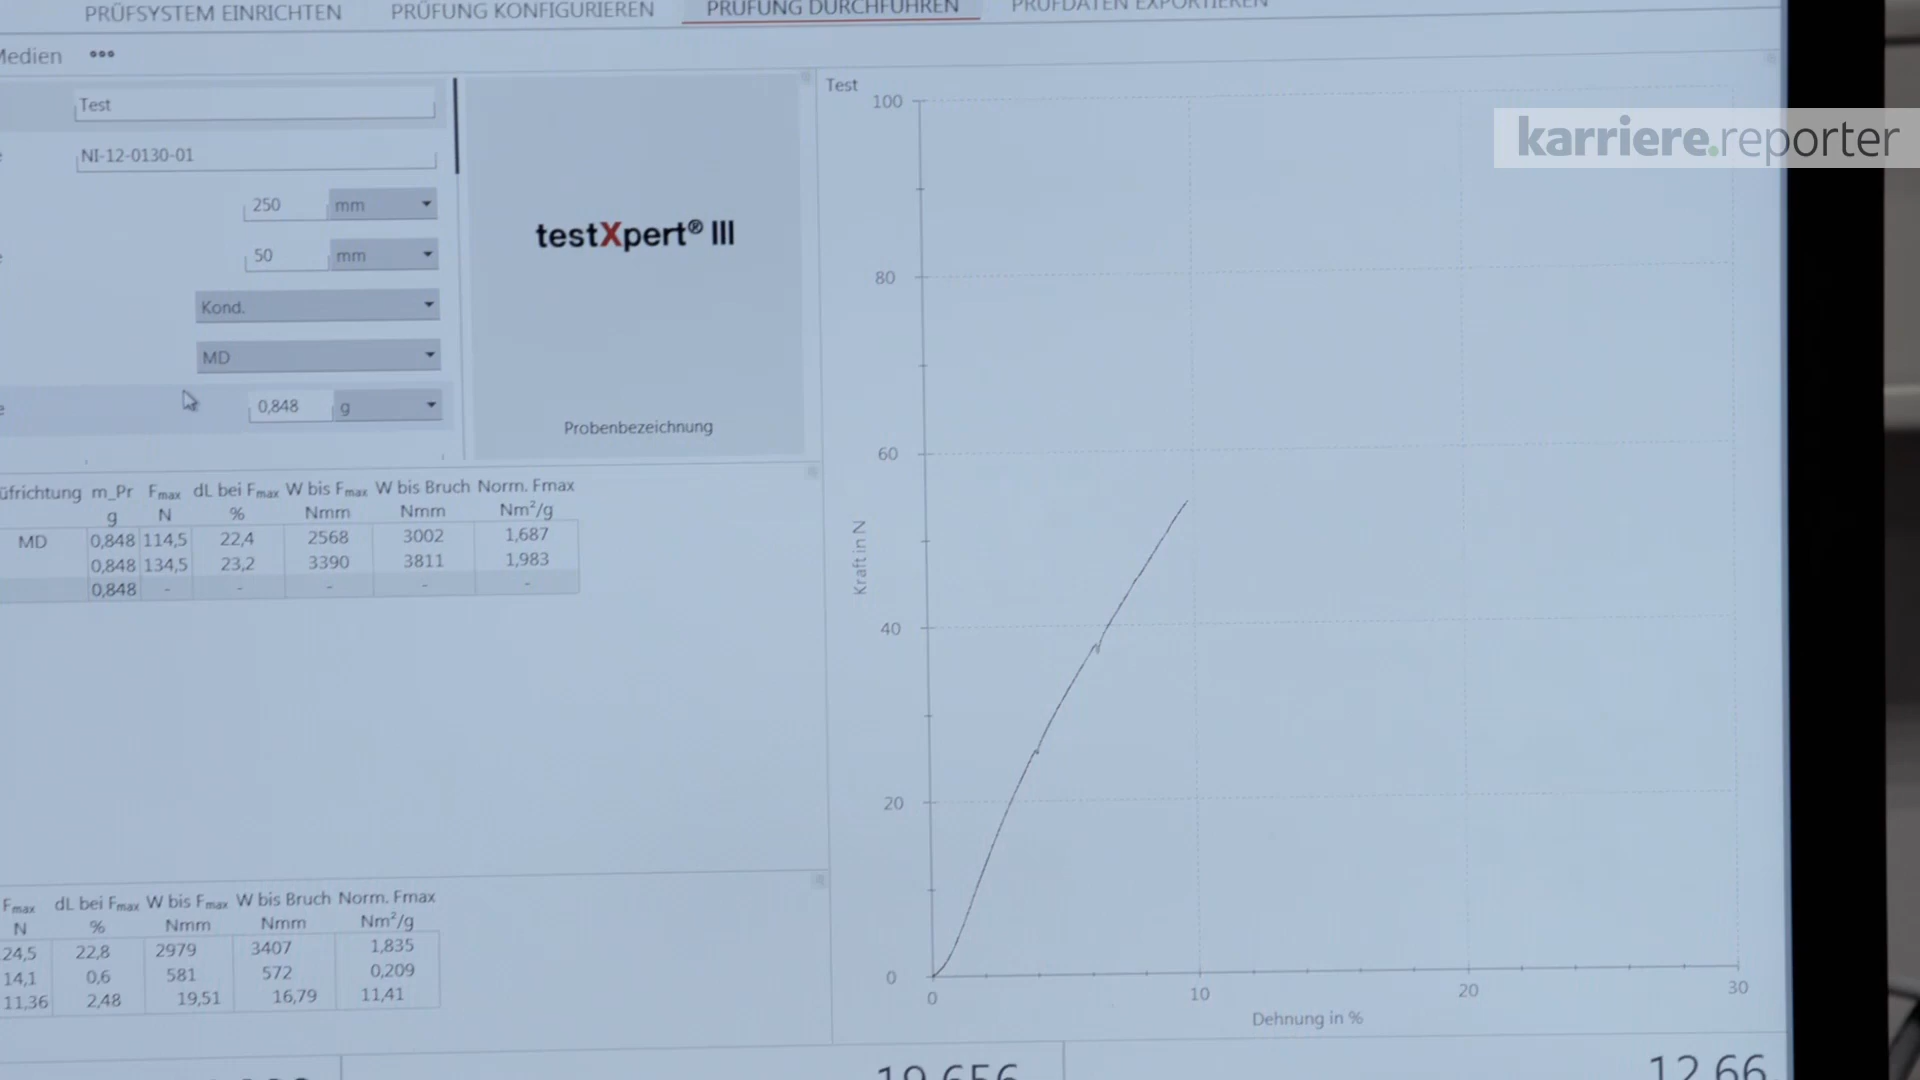 PRÜFSYSTEM EINRICHTEN PRÜFUNG KONFIGURIEREN PRÜFUNG DURCHFÜHREN PRÜFDATEN EXPORTIEREN
Medien •••
Test
NI-12-0130-01
250 mm
50 mm
Kond.
MD
0,848 g
testXpert® III
Probenbezeichnung
karriere.reporter
Test
100
80
60
40
20
0
Kraft in N
0 10 20 30
Dehnung in %
üfrichtung m_Pr Fmax dL bei Fmax W bis Fmax W bis Bruch Norm. Fmax
g N % Nmm Nmm Nm²/g
MD 0,848 114,5 22,4 2568 3002 1,687
0,848 134,5 23,2 3390 3811 1,983
0,848 - - - - -
Fmax dL bei Fmax W bis Fmax W bis Bruch Norm. Fmax
N % Nmm Nmm Nm²/g
24,5 22,8 2979 3407 1,835
14,1 0,6 581 572 0,209
11,36 2,48 19,51 16,79 11,41
19,656 12,66